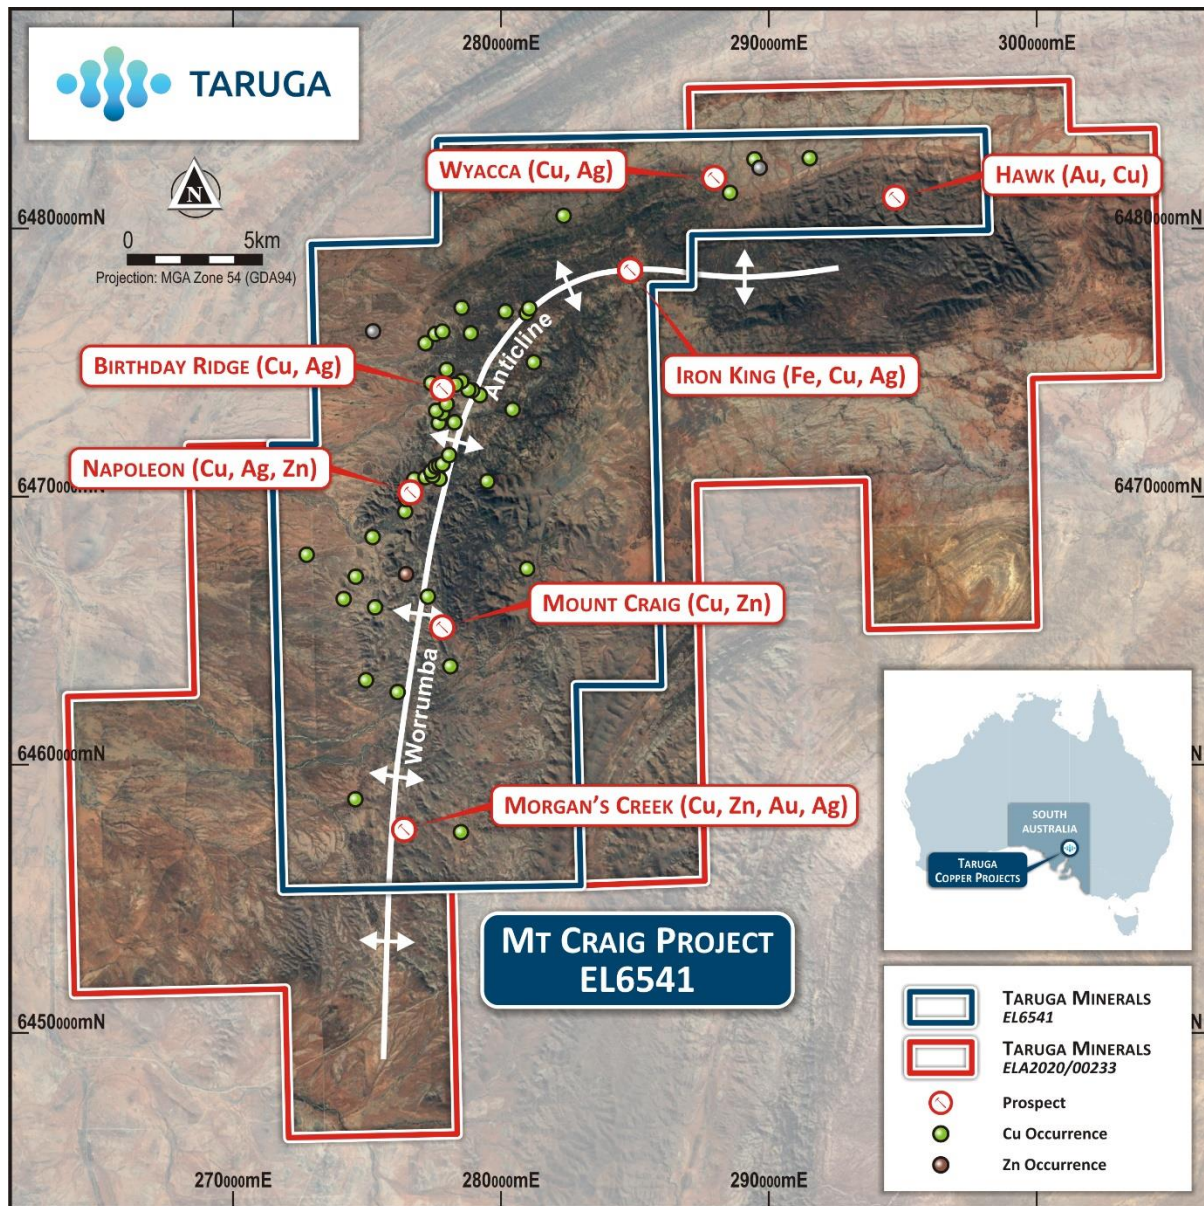 280000mE
290000mE
300000mE
TARUGA
N
0 5km
Projection: MGA Zone 54 (GDA94)
WYACCA (Cu, Ag)
HAWK (Au, Cu)
6480000mN
6480000mN
Anticline
BIRTHDAY RIDGE (Cu, Ag)
IRON KING (Fe, Cu, Ag)
NAPOLEON (Cu, Ag, Zn)
6470000mN
6470000mN
MOUNT CRAIG (Cu, Zn)
Worrumba
6460000mN
MORGAN'S CREEK (Cu, Zn, Au, Ag)
SOUTH
AUSTRALIA
TARUGA
COPPER PROJECTS
MT CRAIG PROJECT
EL6541
TARUGA MINERALS
EL6541
6450000mN
TARUGA MINERALS
ELA2020/00233
Prospect
Cu Occurrence
Zn Occurrence
270000mE
280000mE
290000mE